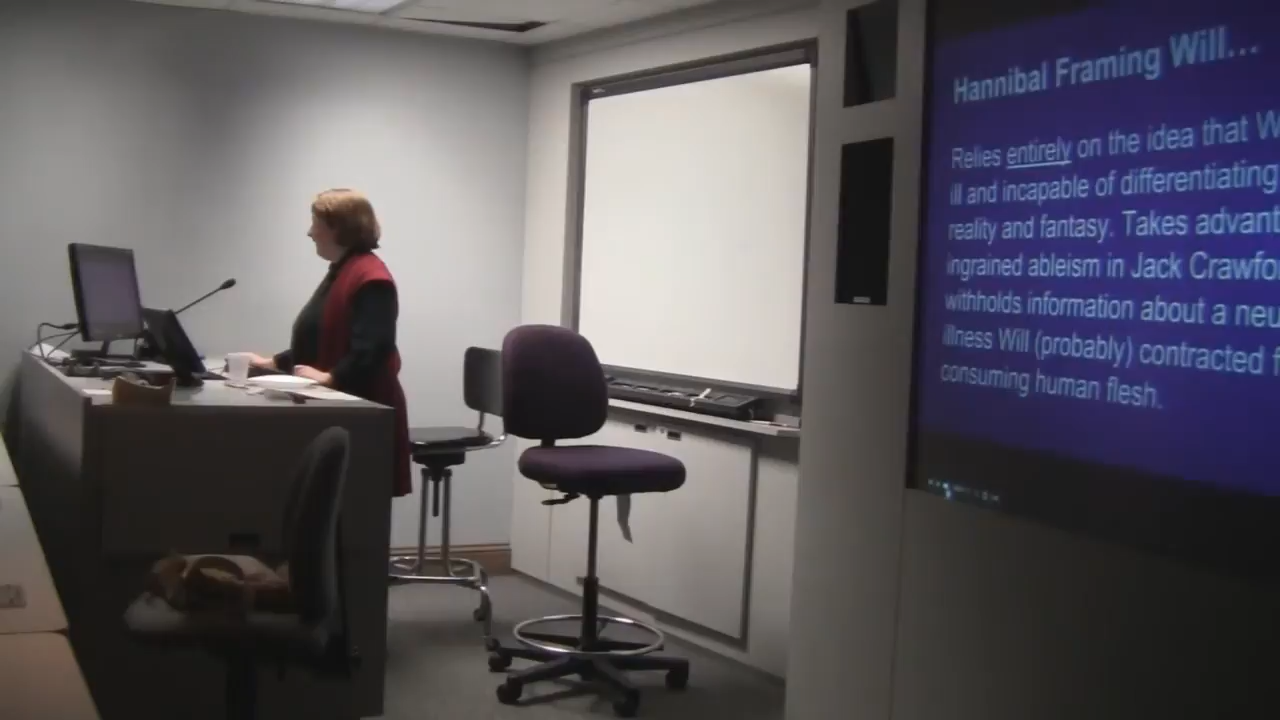 Hannibal Framing Will...
Relies entirely on the idea that W
ill and incapable of differentiating
reality and fantasy. Takes advant
ingrained ableism in Jack Crawfo
withholds information about a neu
illness Will (probably) contracted f
consuming human flesh.